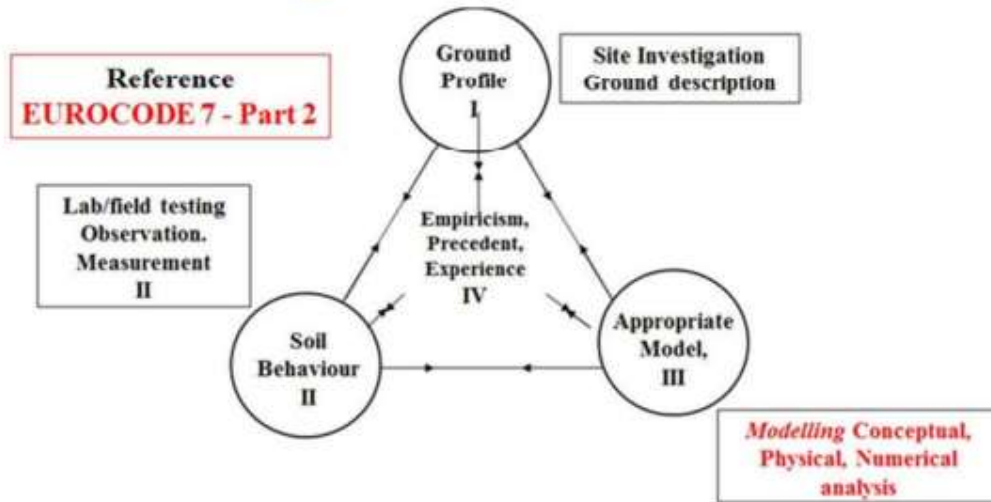 Ground
Profile
I
Site Investigation
Ground description
Reference
EUROCODE 7 - Part 2
Lab/field testing
Observation.
Measurement
II
Empiricism,
Precedent,
Experience
IV
Soil
Behaviour
II
Appropriate
Model,
III
Modelling Conceptual,
Physical, Numerical
analysis